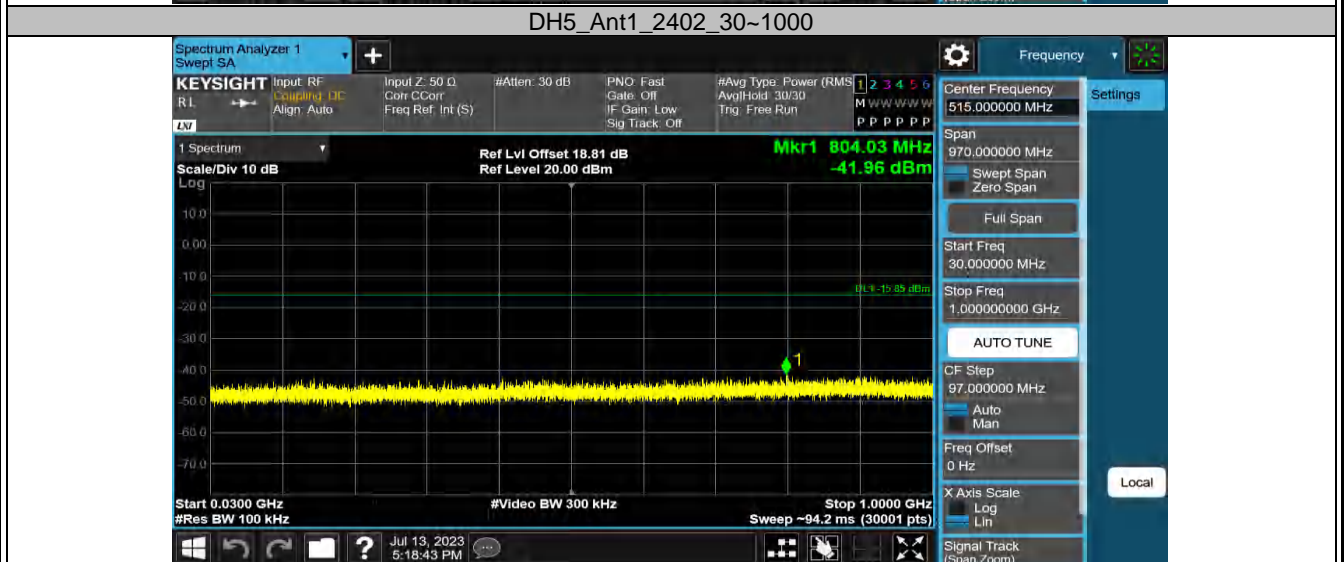 DH5_Ant1_2402_30~1000
Spectrum Analyzer 1
Swept SA
+
Frequency
KEYSIGHT
RL
LXI
Input: RF
Coupling: DC
Align: Auto
Input Z: 50 Ω
Corr CCorr
Freq Ref: Int (S)
#Atten: 30 dB
PNO: Fast
Gate: Off
IF Gain: Low
Sig Track: Off
#Avg Type: Power (RMS
Avg|Hold: 30/30
Trig: Free Run
1 2 3 4 5 6
M W W W W W
P P P P P P
1 Spectrum
Scale/Div 10 dB
Log
Ref Lvl Offset 18.81 dB
Ref Level 20.00 dBm
Mkr1 804.03 MHz
-41.96 dBm
10.0
0.00
-10.0
-20.0
-30.0
-40.0
-50.0
-60.0
-70.0
DL1 -15.85 dBm
1
Start 0.0300 GHz
#Res BW 100 kHz
#Video BW 300 kHz
Stop 1.0000 GHz
Sweep ~94.2 ms (30001 pts)
Center Frequency
515.000000 MHz
Settings
Span
970.000000 MHz
Swept Span
Zero Span
Full Span
Start Freq
30.000000 MHz
Stop Freq
1.000000000 GHz
AUTO TUNE
CF Step
97.000000 MHz
Auto
Man
Freq Offset
0 Hz
X Axis Scale
Log
Lin
Local
Signal Track
(Span Zoom)
?
Jul 13, 2023
5:18:43 PM